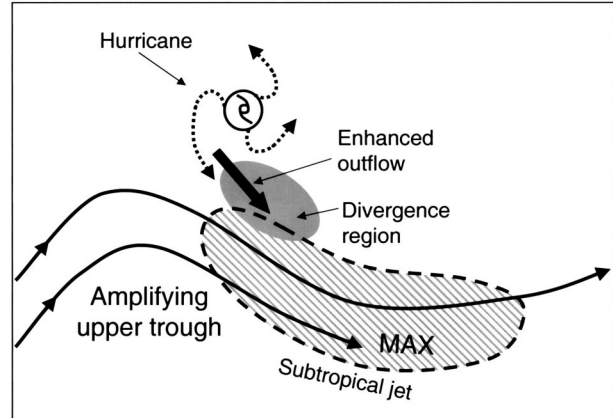 Hurricane
Enhanced
outflow
Divergence
region
Amplifying
upper trough
MAX
Subtropical jet